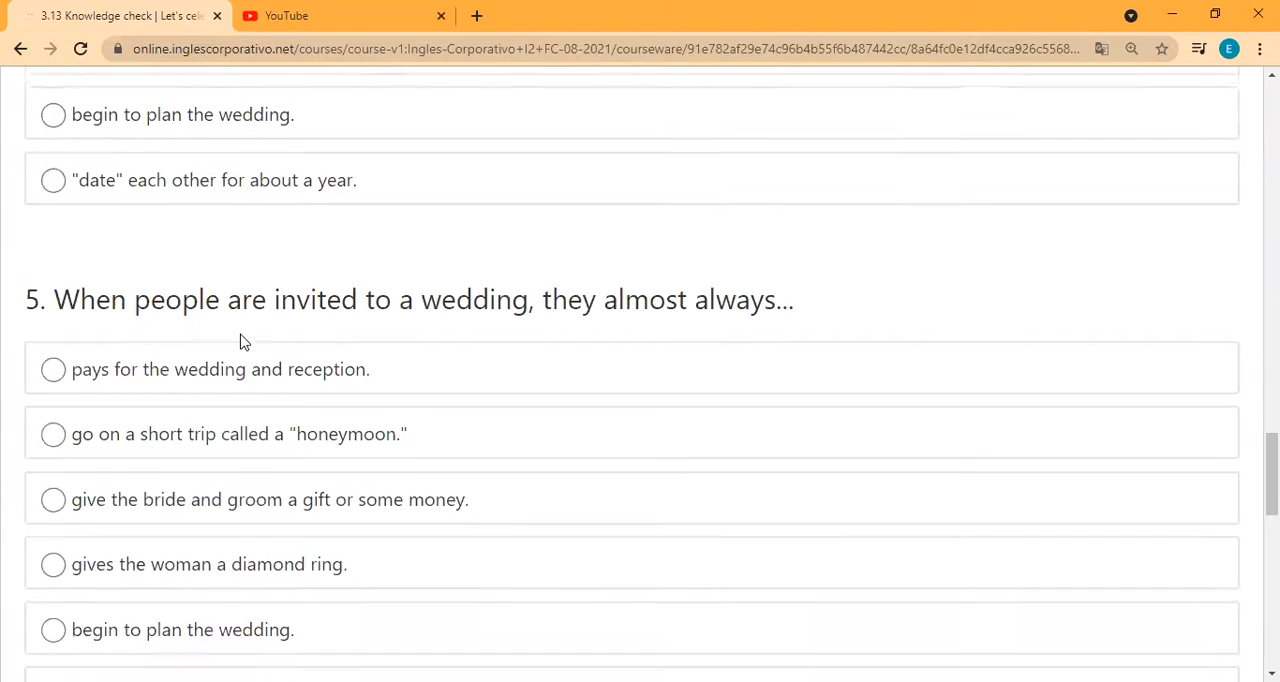 3.13 Knowledge check | Let's cele
YouTube
online.inglescorporativo.net/courses/course-v1:Ingles-Corporativo+I2+FC-08-2021/courseware/91e782af29e74c96b4b55f6b487442cc/8a64fc0e12df4cca926c5568...
E
begin to plan the wedding.
"date" each other for about a year.
5. When people are invited to a wedding, they almost always...
pays for the wedding and reception.
go on a short trip called a "honeymoon."
give the bride and groom a gift or some money.
gives the woman a diamond ring.
begin to plan the wedding.